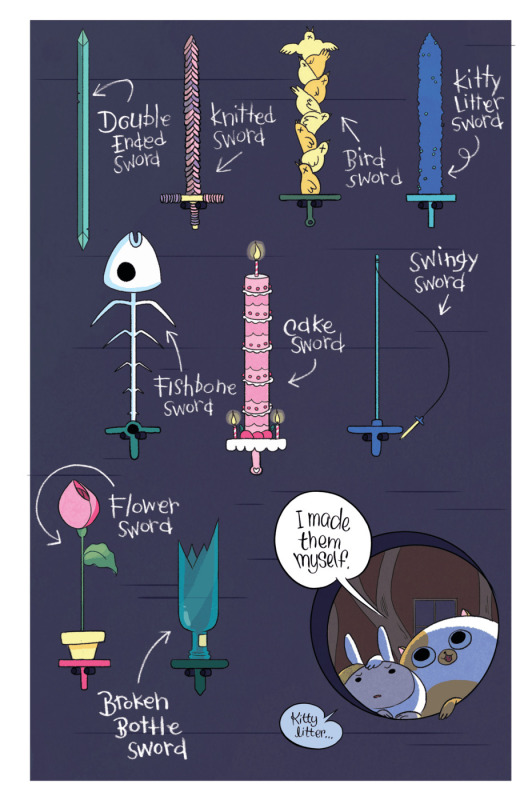 Double
Ended
Sword
Knitted
Sword
Bird
Sword
Kitty
Litter
Sword
Fishbone
Sword
Cake
Sword
Swingy
Sword
Flower
Sword
Broken
Bottle
Sword
I made
them
myself.
Kitty
litter...